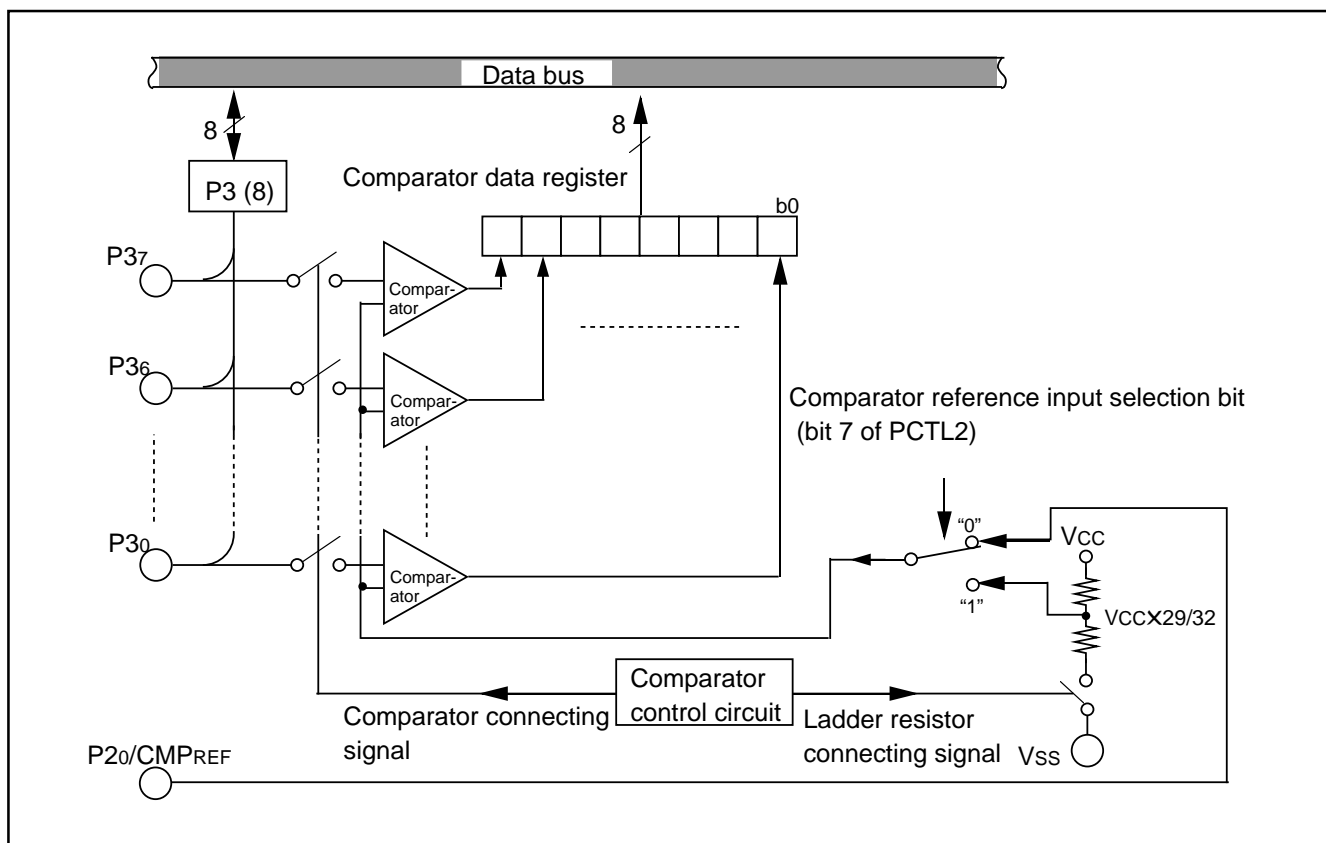 Data bus
8
8
P3 (8)
Comparator data register
b0
P37
Compar-
ator
P36
Compar-
ator
Comparator reference input selection bit
(bit 7 of PCTL2)
P30
Compar-
ator
“0”
VCC
“1”
VCC×29/32
Comparator
control circuit
Comparator connecting
signal
Ladder resistor
connecting signal
VSS
P20/CMPREF